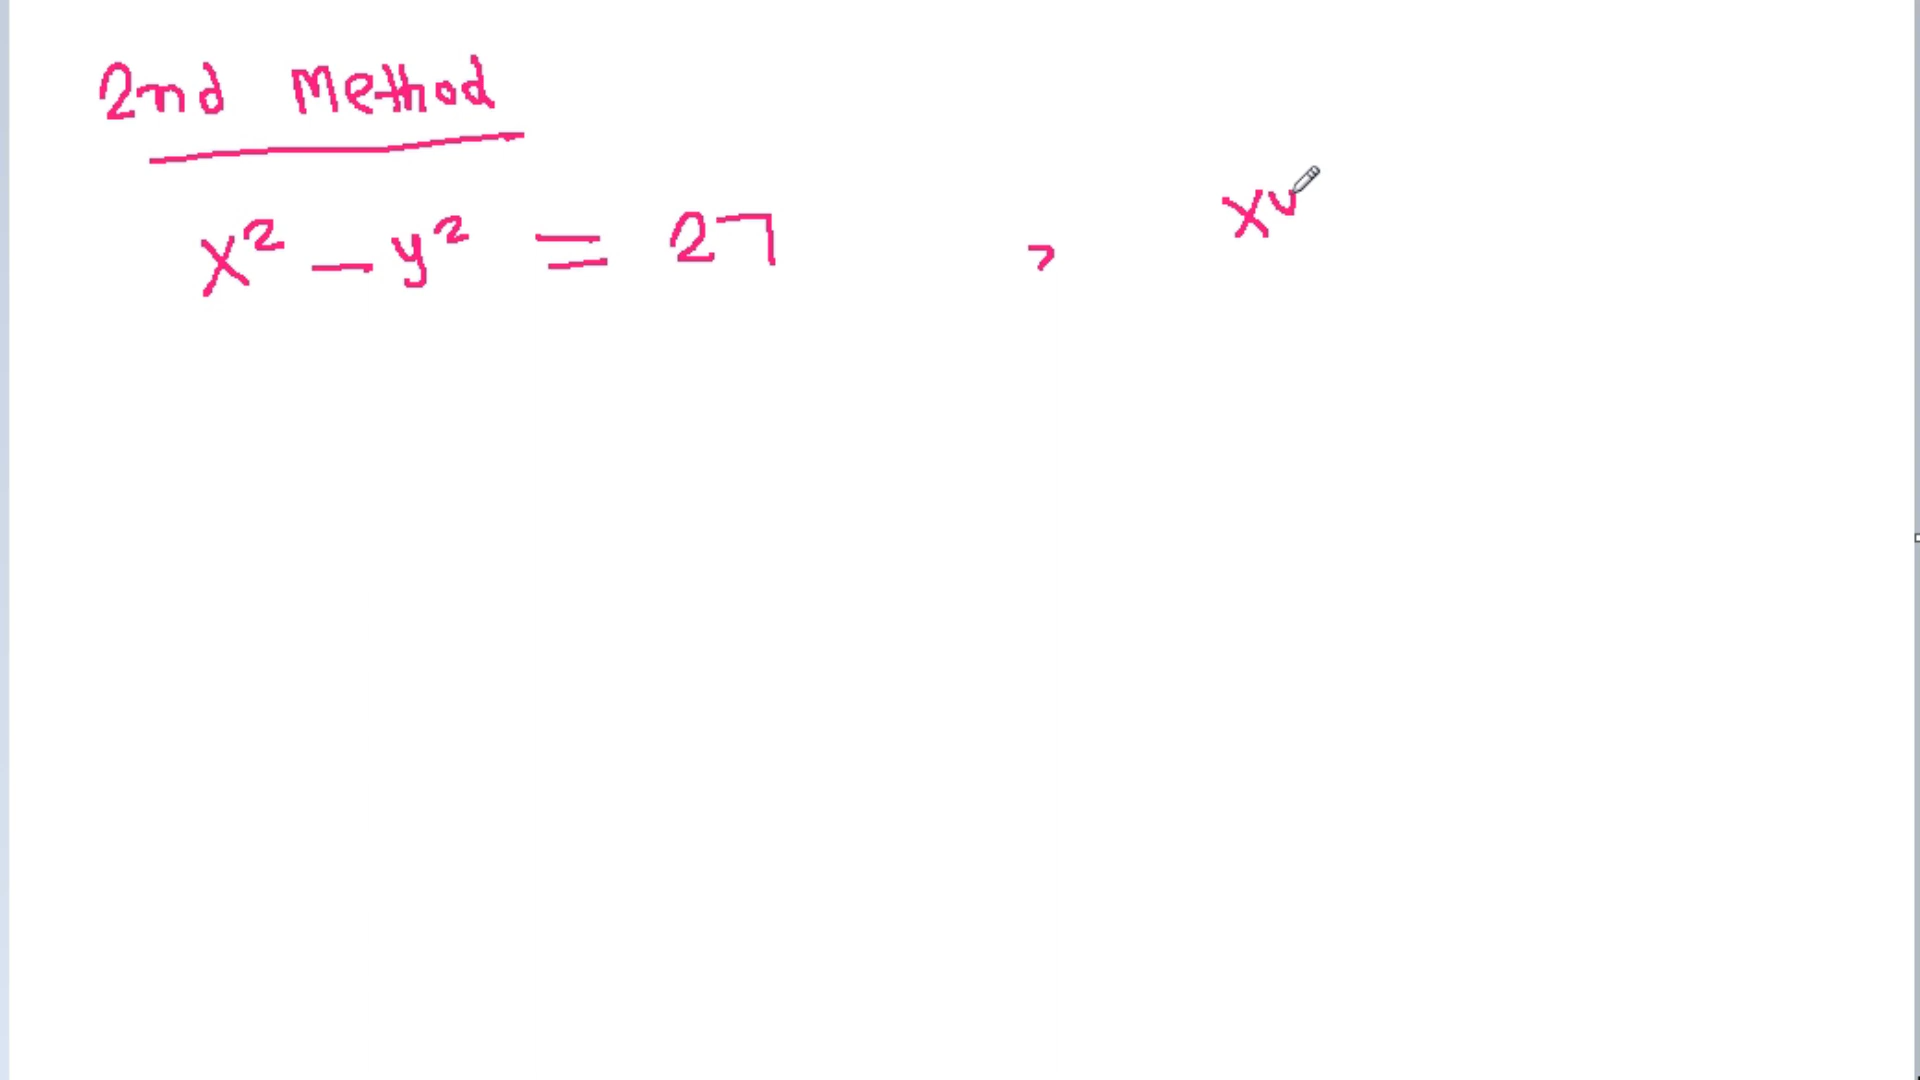 2nd Method
x² - y² = 27 , x